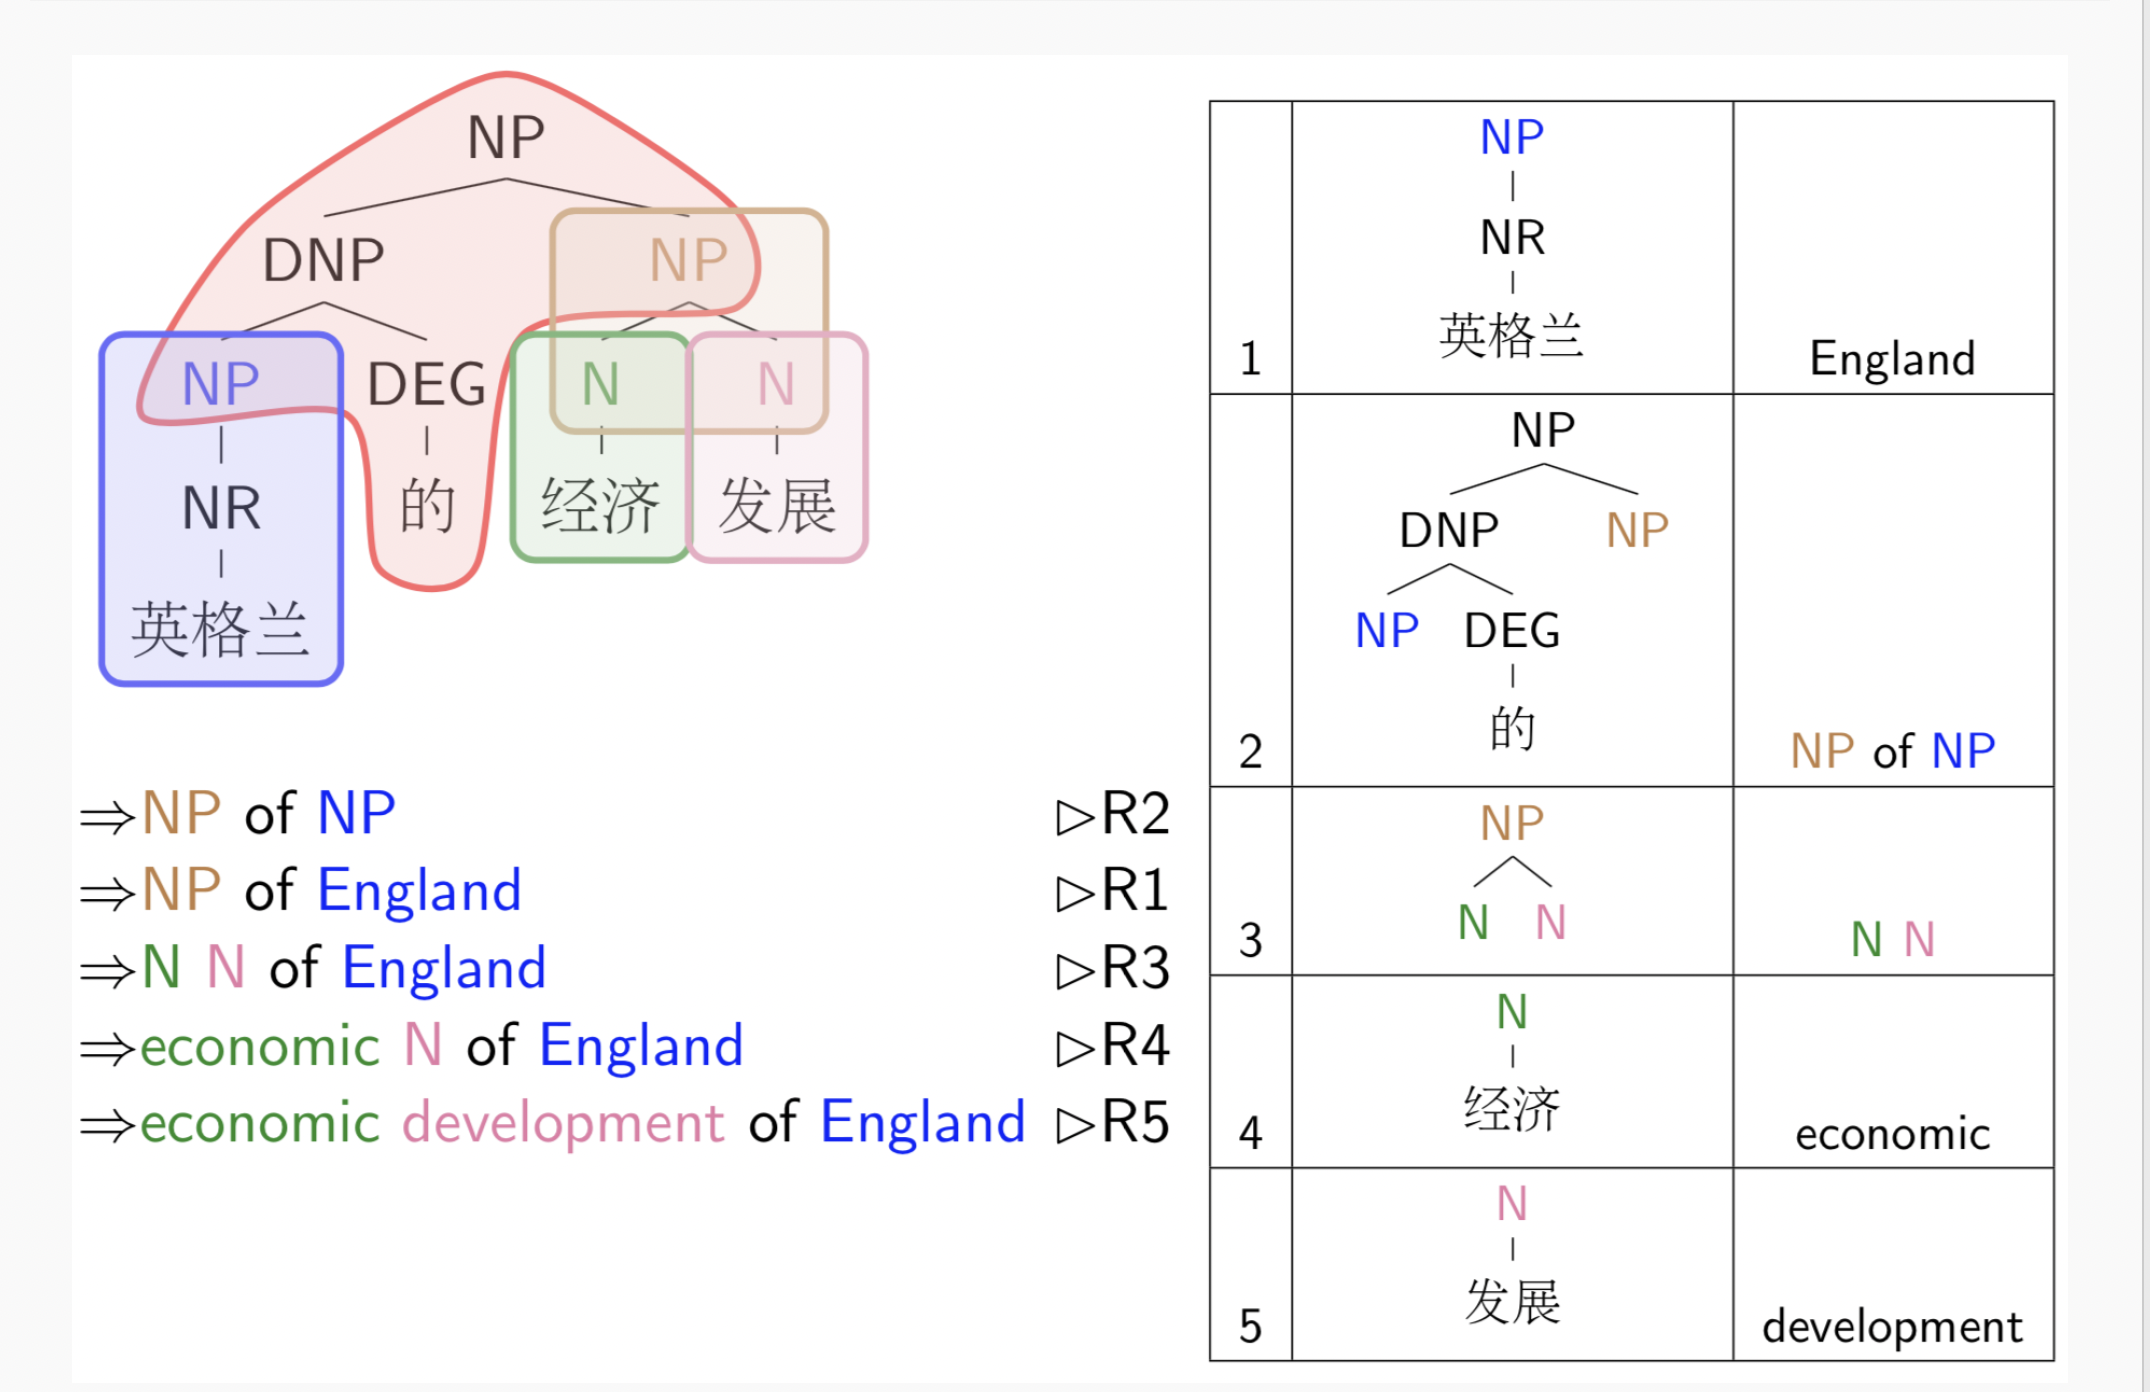 NP
DNP NP
NP DEG N N
NR 的 经济 发展
英格兰
⇒NP of NP ▷R2
⇒NP of England ▷R1
⇒N N of England ▷R3
⇒economic N of England ▷R4
⇒economic development of England ▷R5
NP
NR
英格兰
1 England
NP
DNP NP
NP DEG
的
2 NP of NP
NP
N N
3 N N
N
经济
4 economic
N
发展
5 development